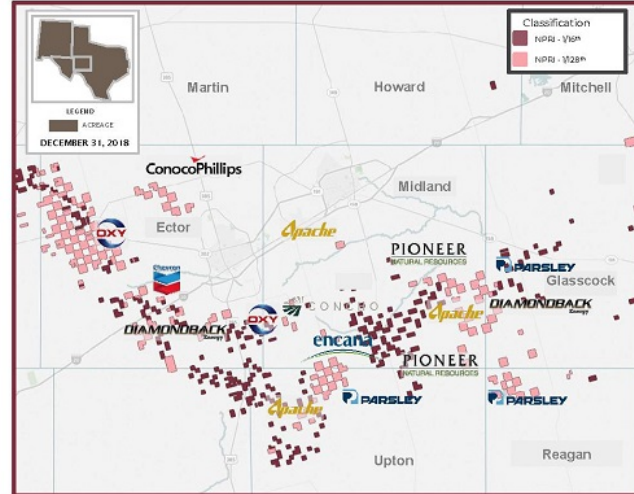 Classification
NPRI - 1/16th
NPRI - 1/128th
LEGEND
ACREAGE
DECEMBER 31, 2018
Martin
Howard
Mitchell
ConocoPhillips
Midland
Ector
OXY
Apache
PIONEER
NATURAL RESOURCES
PARSLEY
Glasscock
Chevron
DIAMONDBACK
Energy
OXY
CONCHO
Apache
DIAMONDBACK
Energy
encana
PIONEER
NATURAL RESOURCES
Apache
PARSLEY
PARSLEY
Upton
Reagan